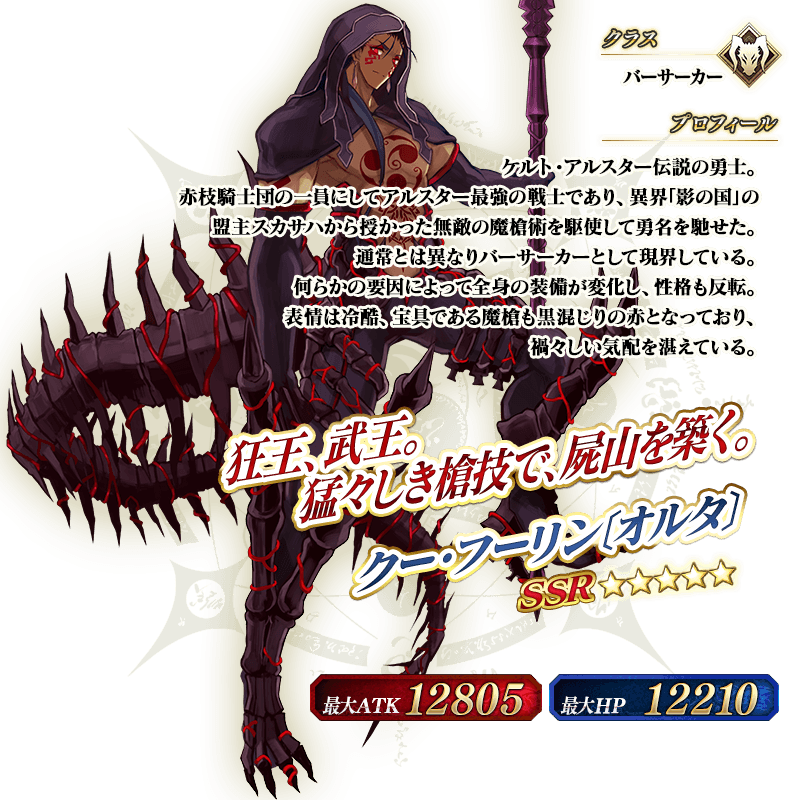 クラス
バーサーカー
プロフィール
ケルト・アルスター伝説の勇士。
赤枝騎士団の一員にしてアルスター最強の戦士であり、異界「影の国」の
盟主スカサハから授かった無敵の魔槍術を駆使して勇名を馳せた。
通常とは異なりバーサーカーとして現界している。
何らかの要因によって全身の装備が変化し、性格も反転。
表情は冷酷、宝具である魔槍も黒混じりの赤となっており、
禍々しい気配を湛えている。
狂王、武王。
猛々しき槍技で、屍山を築く。
クー・フーリン〔オルタ〕
SSR ☆☆☆☆☆
最大ATK 12805
最大HP 12210